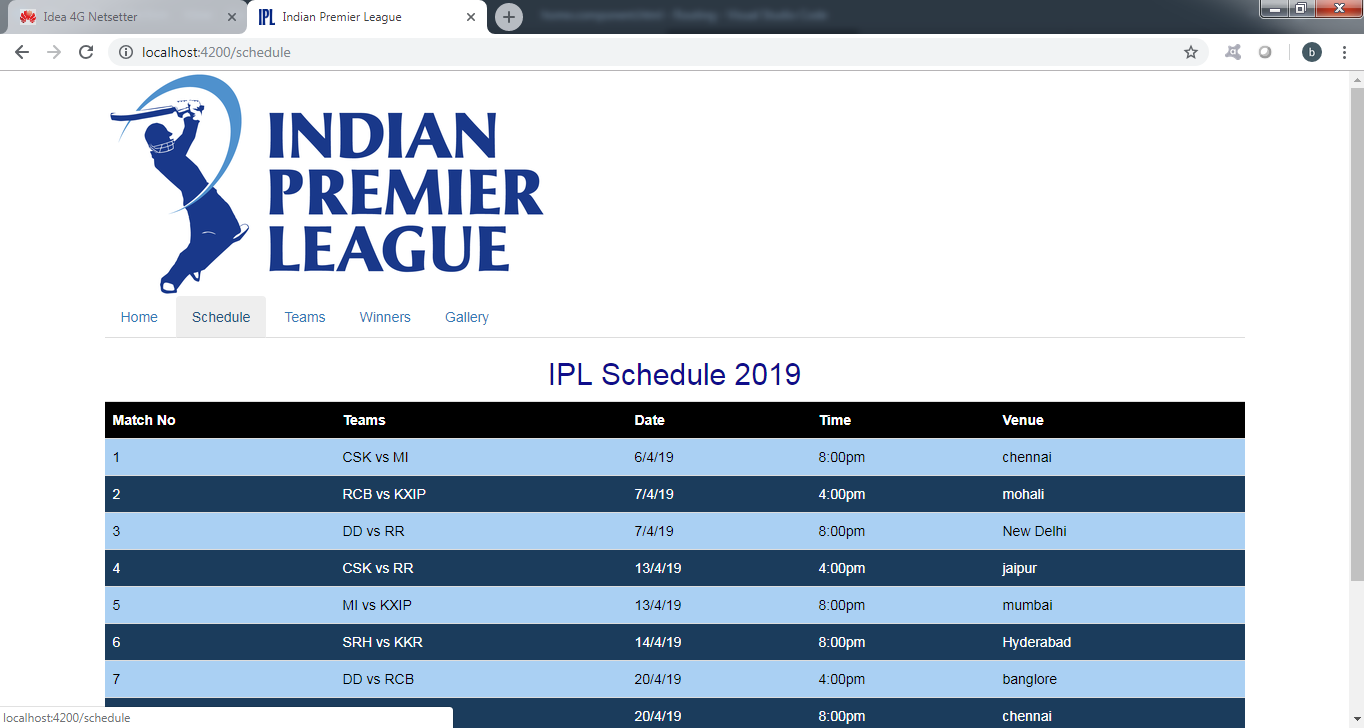 Idea 4G Netsetter
IPL Indian Premier League
localhost:4200/schedule
b
INDIAN
PREMIER
LEAGUE
Home Schedule Teams Winners Gallery
IPL Schedule 2019
Match No Teams Date Time Venue
1 CSK vs MI 6/4/19 8:00pm chennai
2 RCB vs KXIP 7/4/19 4:00pm mohali
3 DD vs RR 7/4/19 8:00pm New Delhi
4 CSK vs RR 13/4/19 4:00pm jaipur
5 MI vs KXIP 13/4/19 8:00pm mumbai
6 SRH vs KKR 14/4/19 8:00pm Hyderabad
7 DD vs RCB 20/4/19 4:00pm banglore
20/4/19 8:00pm chennai
localhost:4200/schedule